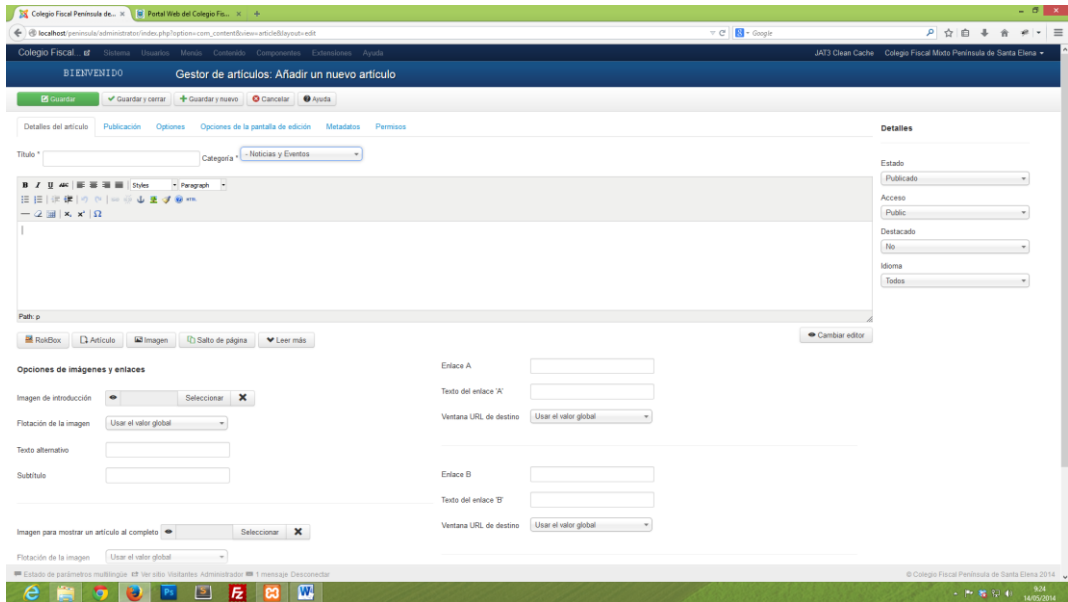 Colegio Fiscal Península de... × Portal Web del Colegio Fis... × +
localhost/peninsula/administrator/index.php?option=com_content&view=article&layout=edit Google
Colegio Fiscal... Sistema Usuarios Menús Contenido Componentes Extensiones Ayuda JAT3 Clean Cache Colegio Fiscal Mixto Península de Santa Elena
BIENVENIDO Gestor de artículos: Añadir un nuevo artículo
Guardar Guardar y cerrar Guardar y nuevo Cancelar Ayuda
Detalles del artículo Publicación Optiones Opciones de la pantalla de edición Metadatos Permisos Detalles
Título * Categoría * - Noticias y Eventos
Estado
Publicado
B I U ABC Styles Paragraph
Acceso
HTML
Public
Destacado
No
Idioma
Todos
Path: p
RokBox Artículo Imagen Salto de página Leer más Cambiar editor
Opciones de imágenes y enlaces Enlace A
Imagen de introducción Seleccionar Texto del enlace 'A'
Flotación de la imagen Usar el valor global Ventana URL de destino Usar el valor global
Texto alternativo
Subtítulo Enlace B
Texto del enlace 'B'
Imagen para mostrar un artículo al completo Seleccionar Ventana URL de destino Usar el valor global
Flotación de la imagen Usar el valor global
Estado de parámetros multilingüe Ver sitio Visitantes Administrador 1 mensaje Desconectar © Colegio Fiscal Península de Santa Elena 2014
9:24
14/05/2014